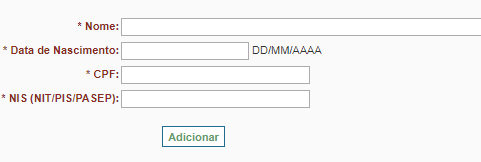 * Nome:
* Data de Nascimento: DD/MM/AAAA
* CPF:
* NIS (NIT/PIS/PASEP):
Adicionar